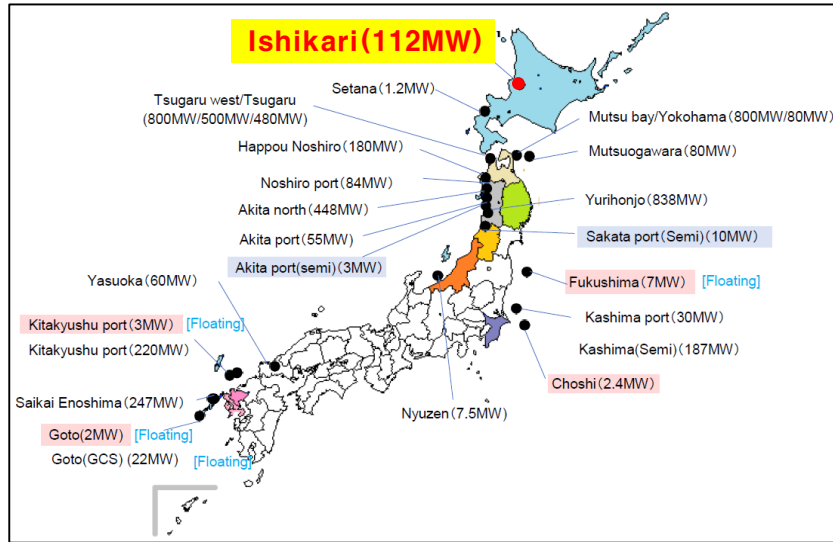 Ishikari(112MW)
Setana(1.2MW)
Tsugaru west/Tsugaru
(800MW/500MW/480MW)
Mutsu bay/Yokohama(800MW/80MW)
Happou Noshiro(180MW)
Mutsuogawara(80MW)
Noshiro port(84MW)
Yurihonjo(838MW)
Akita north(448MW)
Akita port(55MW)
Sakata port(Semi)(10MW)
Akita port(semi)(3MW)
Yasuoka(60MW)
Fukushima(7MW) [Floating]
Kitakyushu port(3MW) [Floating]
Kashima port(30MW)
Kitakyushu port(220MW)
Kashima(Semi)(187MW)
Choshi(2.4MW)
Saikai Enoshima(247MW)
Nyuzen(7.5MW)
Goto(2MW) [Floating]
Goto(GCS) (22MW) [Floating]